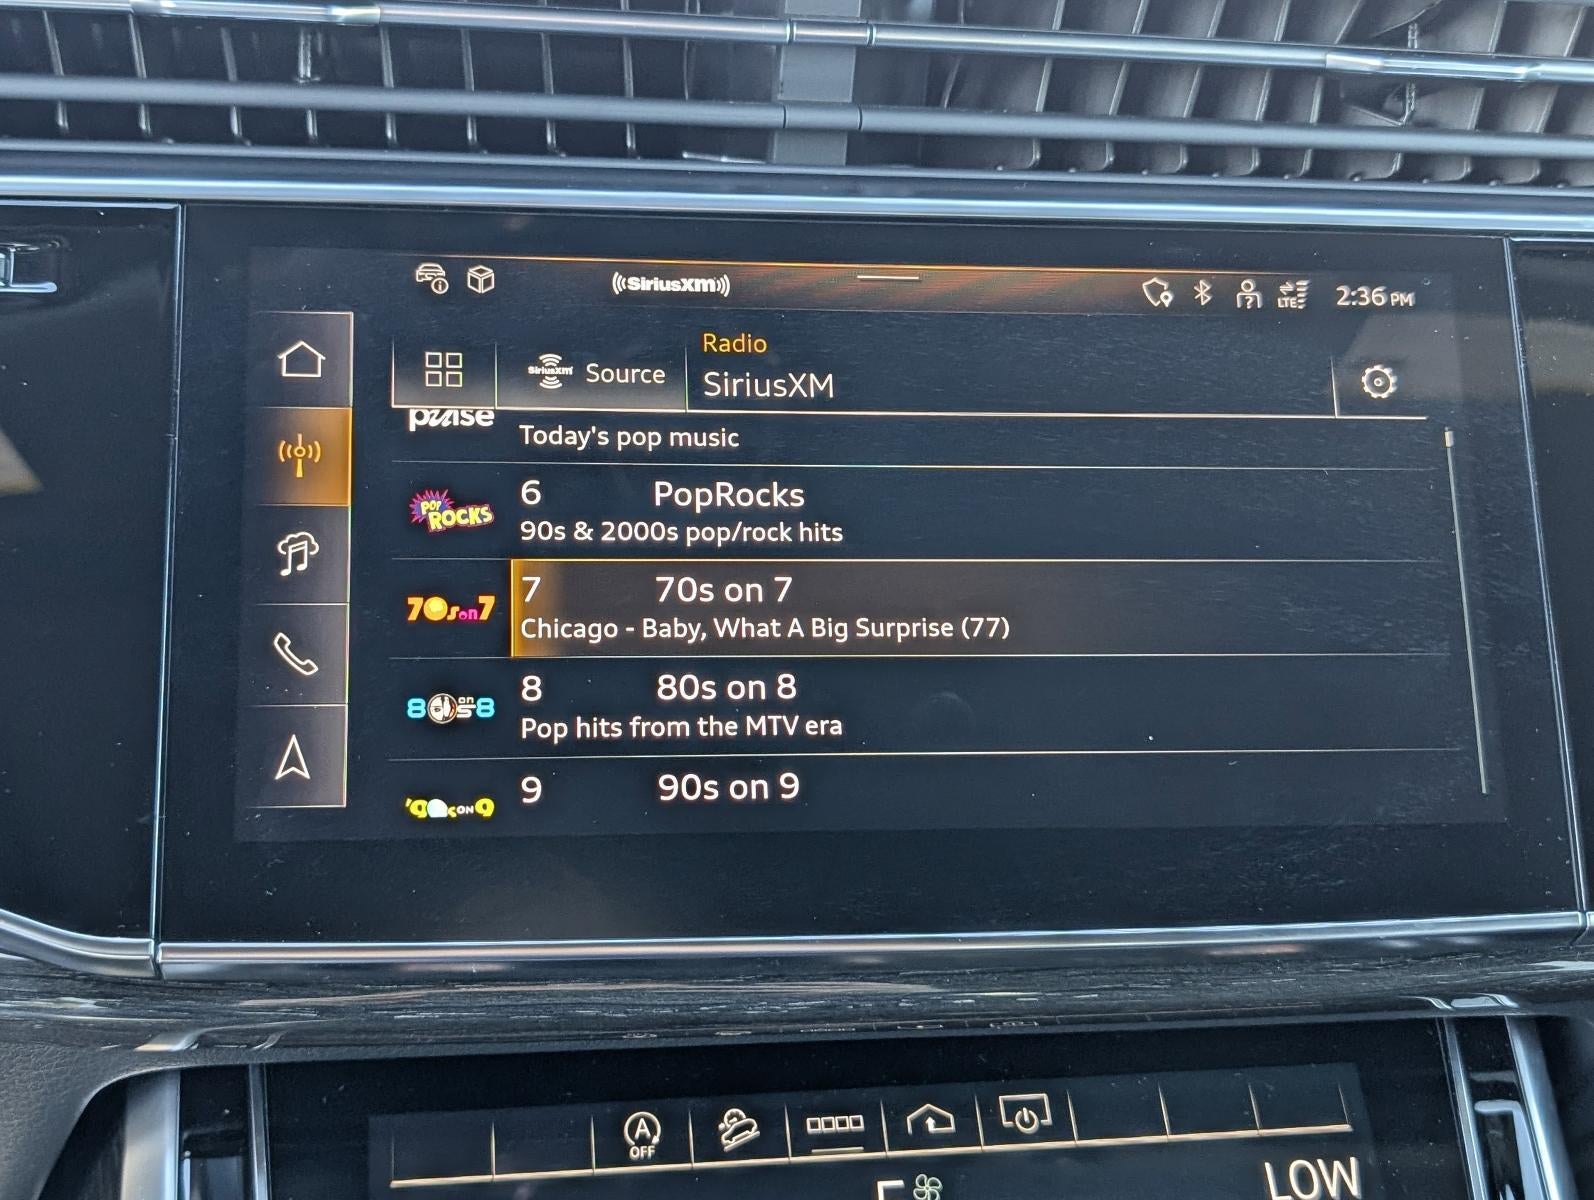 SiriusXM
LTE
2:36 PM
SiriusXM
Source
Radio
SiriusXM
pulse
Today's pop music
POP ROCKS
6 PopRocks
90s & 2000s pop/rock hits
70s on 7
7 70s on 7
Chicago - Baby, What A Big Surprise (77)
80s on 8
8 80s on 8
Pop hits from the MTV era
'90s ON 9
9 90s on 9
A
OFF
LOW